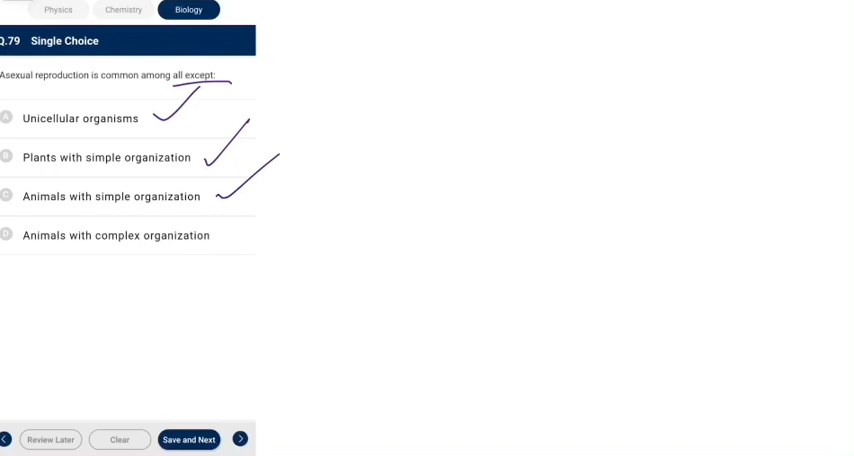 Physics Chemistry Biology
Q.79 Single Choice
Asexual reproduction is common among all except:
A Unicellular organisms
B Plants with simple organization
C Animals with simple organization
D Animals with complex organization
Review Later Clear Save and Next